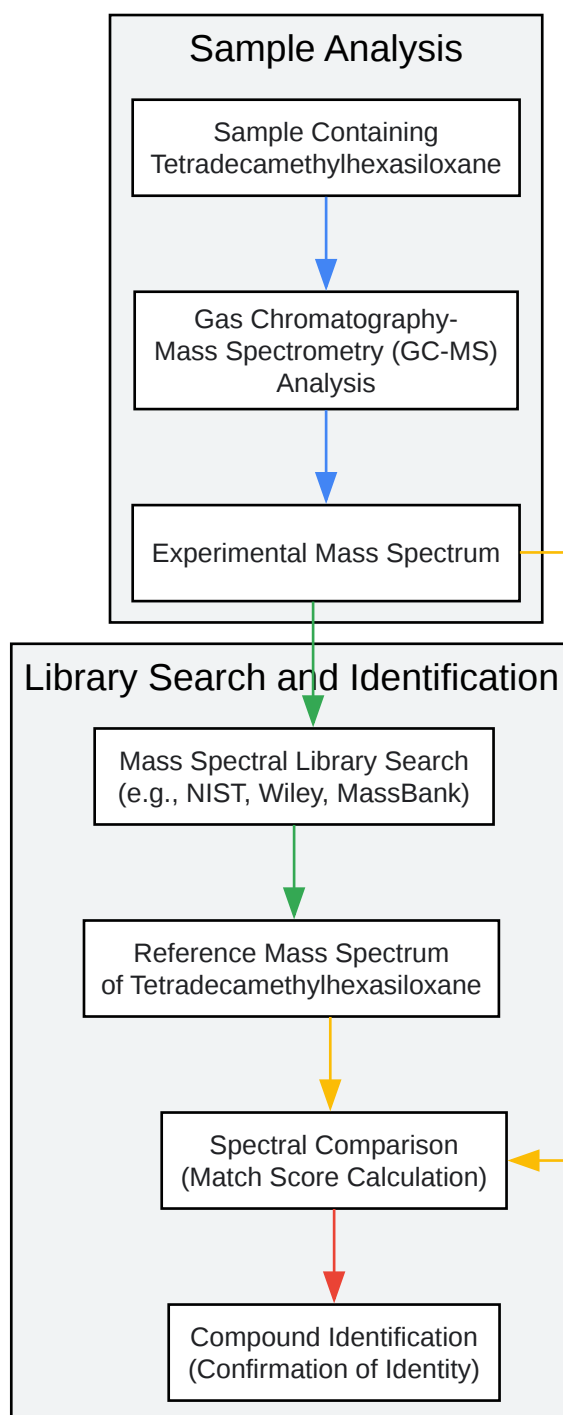 Sample Analysis
Sample Containing
Tetradecamethylhexasiloxane
Gas Chromatography-
Mass Spectrometry (GC-MS)
Analysis
Experimental Mass Spectrum
Library Search and Identification
Mass Spectral Library Search
(e.g., NIST, Wiley, MassBank)
Reference Mass Spectrum
of Tetradecamethylhexasiloxane
Spectral Comparison
(Match Score Calculation)
Compound Identification
(Confirmation of Identity)